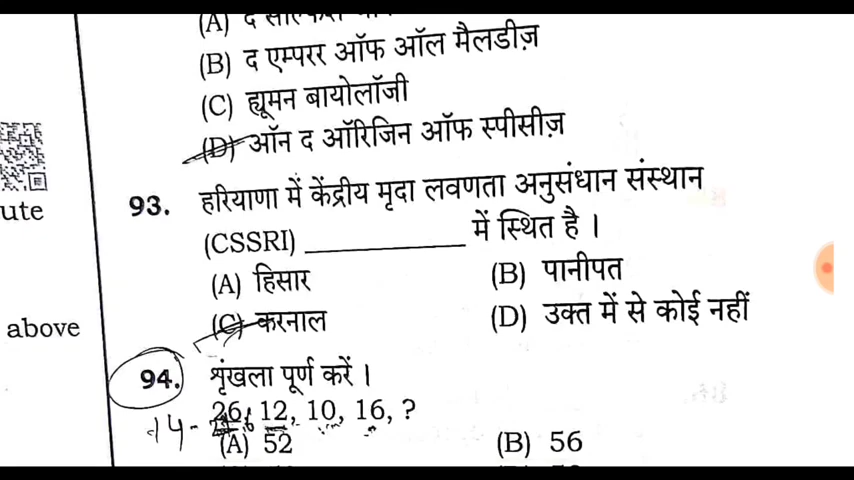 (A) द
(B) द एम्परर ऑफ ऑल मैलडीज़
(C) ह्यूमन बायोलॉजी
(D) ऑन द ऑरिजिन ऑफ स्पीसीज़
ute
93. हरियाणा में केंद्रीय मृदा लवणता अनुसंधान संस्थान
(CSSRI) ____________ में स्थित है ।
(A) हिसार (B) पानीपत
above
(C) करनाल (D) उक्त में से कोई नहीं
94. शृंखला पूर्ण करें ।
26, 12, 10, 16, ?
(A) 52 (B) 56